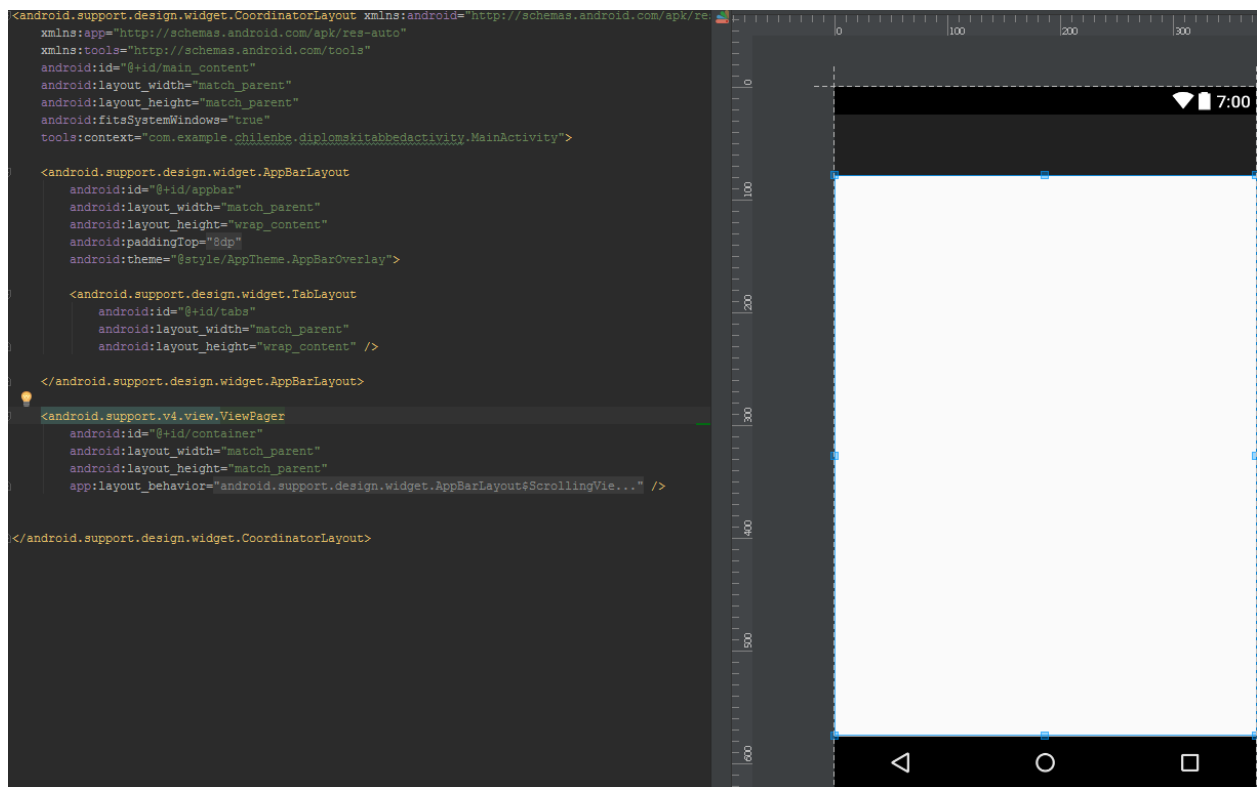 <android.support.design.widget.CoordinatorLayout xmlns:android="http://schemas.android.com/apk/re
xmlns:app="http://schemas.android.com/apk/res-auto"
xmlns:tools="http://schemas.android.com/tools"
android:id="@+id/main_content"
android:layout_width="match_parent"
android:layout_height="match_parent"
android:fitsSystemWindows="true"
tools:context="com.example.chilenbe.diplomskitabbedactivity.MainActivity">
<android.support.design.widget.AppBarLayout
android:id="@+id/appbar"
android:layout_width="match_parent"
android:layout_height="wrap_content"
android:paddingTop="8dp"
android:theme="@style/AppTheme.AppBarOverlay">
<android.support.design.widget.TabLayout
android:id="@+id/tabs"
android:layout_width="match_parent"
android:layout_height="wrap_content" />
</android.support.design.widget.AppBarLayout>
<android.support.v4.view.ViewPager
android:id="@+id/container"
android:layout_width="match_parent"
android:layout_height="match_parent"
app:layout_behavior="android.support.design.widget.AppBarLayout$ScrollingVie..." />
</android.support.design.widget.CoordinatorLayout>
0 100 200 300
0
100
200
300
400
500
600
7:00